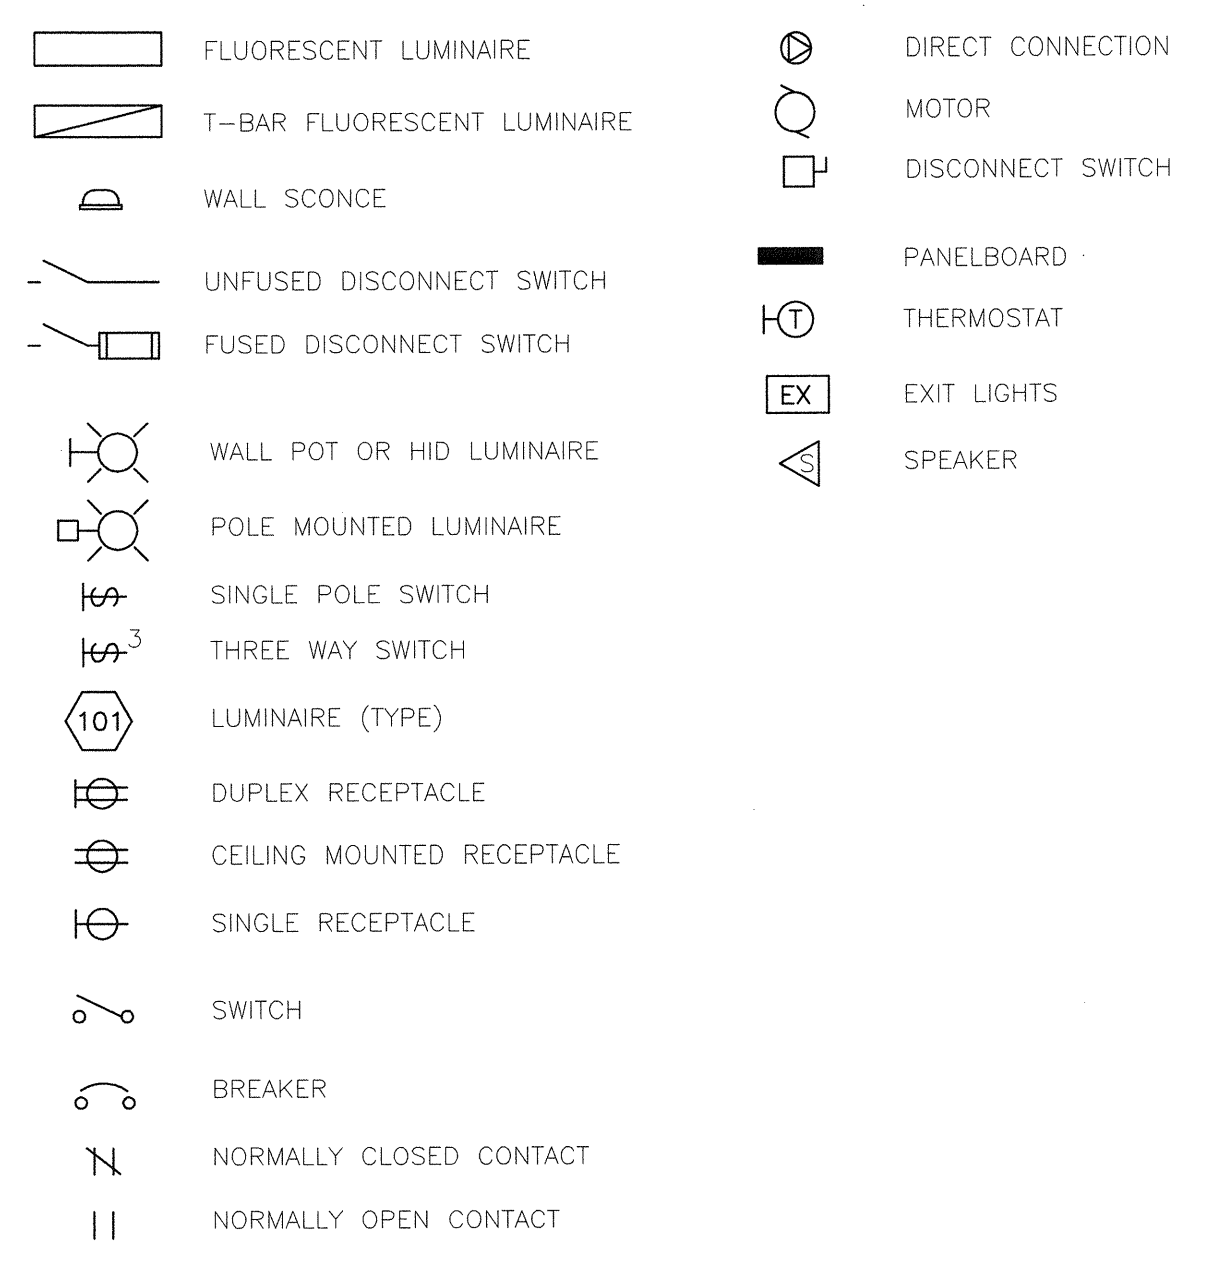 FLUORESCENT LUMINAIRE
T-BAR FLUORESCENT LUMINAIRE
WALL SCONCE
UNFUSED DISCONNECT SWITCH
FUSED DISCONNECT SWITCH
WALL POT OR HID LUMINAIRE
POLE MOUNTED LUMINAIRE
S SINGLE POLE SWITCH
S 3 THREE WAY SWITCH
101 LUMINAIRE (TYPE)
DUPLEX RECEPTACLE
CEILING MOUNTED RECEPTACLE
SINGLE RECEPTACLE
SWITCH
BREAKER
NORMALLY CLOSED CONTACT
NORMALLY OPEN CONTACT
DIRECT CONNECTION
MOTOR
DISCONNECT SWITCH
PANELBOARD
T THERMOSTAT
EX EXIT LIGHTS
S SPEAKER